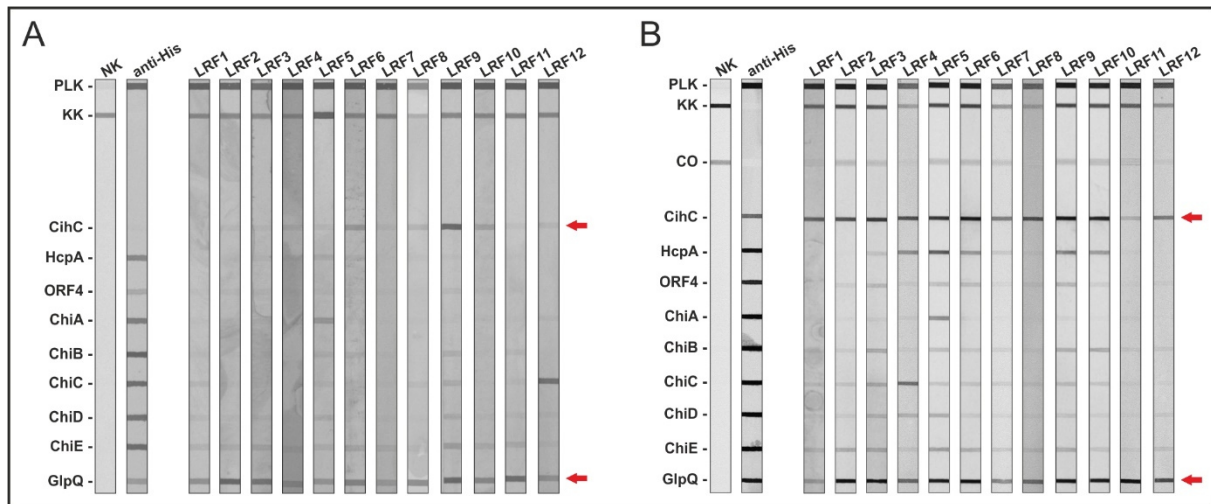 A
NK anti-His LRF1 LRF2 LRF3 LRF4 LRF5 LRF6 LRF7 LRF8 LRF9 LRF10 LRF11 LRF12
PLK -
KK -
CihC -
HcpA -
ORF4 -
ChiA -
ChiB -
ChiC -
ChiD -
ChiE -
GlpQ -
B
NK anti-His LRF1 LRF2 LRF3 LRF4 LRF5 LRF6 LRF7 LRF8 LRF9 LRF10 LRF11 LRF12
PLK -
KK -
CO -
CihC -
HcpA -
ORF4 -
ChiA -
ChiB -
ChiC -
ChiD -
ChiE -
GlpQ -